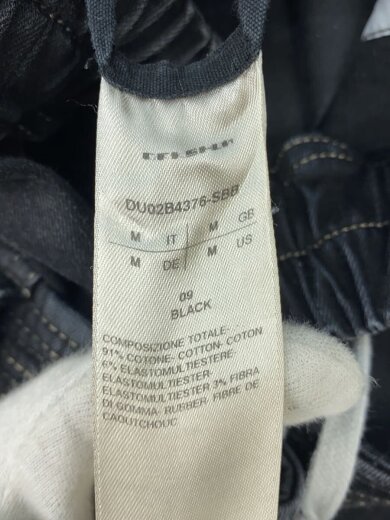 DRKSHDW
DU02B4376-SBB
M IT M GB
M DE M US
09
BLACK
COMPOSIZIONE TOTALE-
91% COTONE- COTTON- COTON
6% ELASTOMULTIESTERE-
ELASTOMULTIESTER-
ELASTOMULTIESTER 3% FIBRA
DI GOMMA- RUBBER- FIBRE DE
CAOUTCHOUC